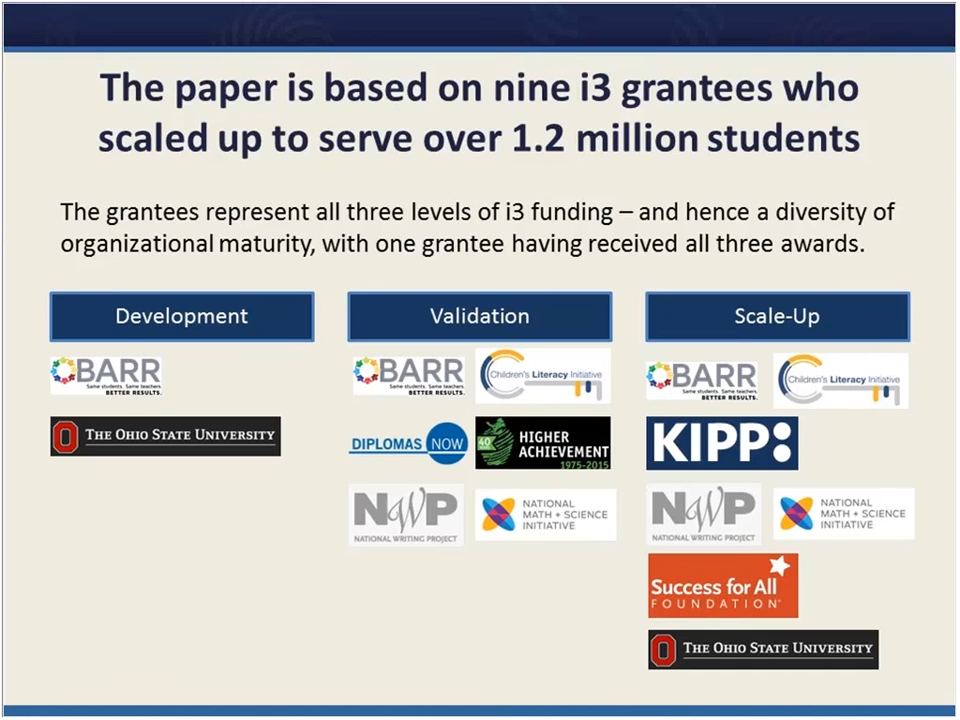 The paper is based on nine i3 grantees who
scaled up to serve over 1.2 million students
The grantees represent all three levels of i3 funding – and hence a diversity of
organizational maturity, with one grantee having received all three awards.
Development
BARR
Same students. Same teachers.
BETTER RESULTS.
THE OHIO STATE UNIVERSITY
Validation
BARR
Same students. Same teachers.
BETTER RESULTS.
Children's Literacy Initiative
DIPLOMAS NOW
40
HIGHER
ACHIEVEMENT
1975-2015
NWP
NATIONAL WRITING PROJECT
NATIONAL
MATH + SCIENCE
INITIATIVE
Scale-Up
BARR
Same students. Same teachers.
BETTER RESULTS.
Children's Literacy Initiative
KIPP:
NWP
NATIONAL WRITING PROJECT
NATIONAL
MATH + SCIENCE
INITIATIVE
Success for All
FOUNDATION
THE OHIO STATE UNIVERSITY